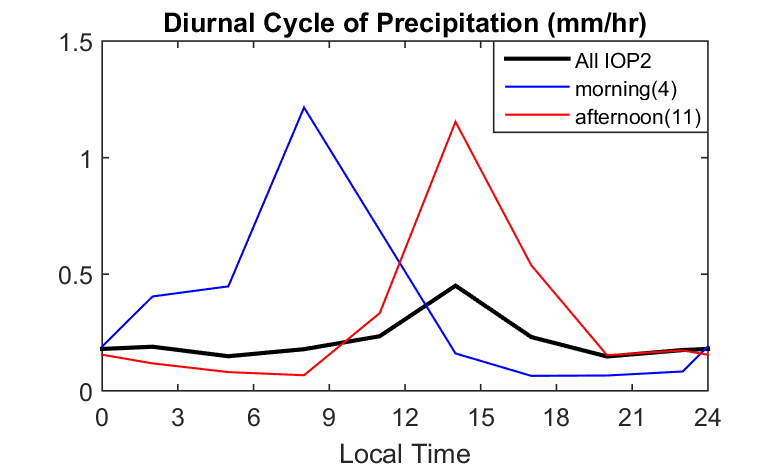 Diurnal Cycle of Precipitation (mm/hr)
1.5
All IOP2
morning(4)
afternoon(11)
1
0.5
0
0 3 6 9 12 15 18 21 24
Local Time